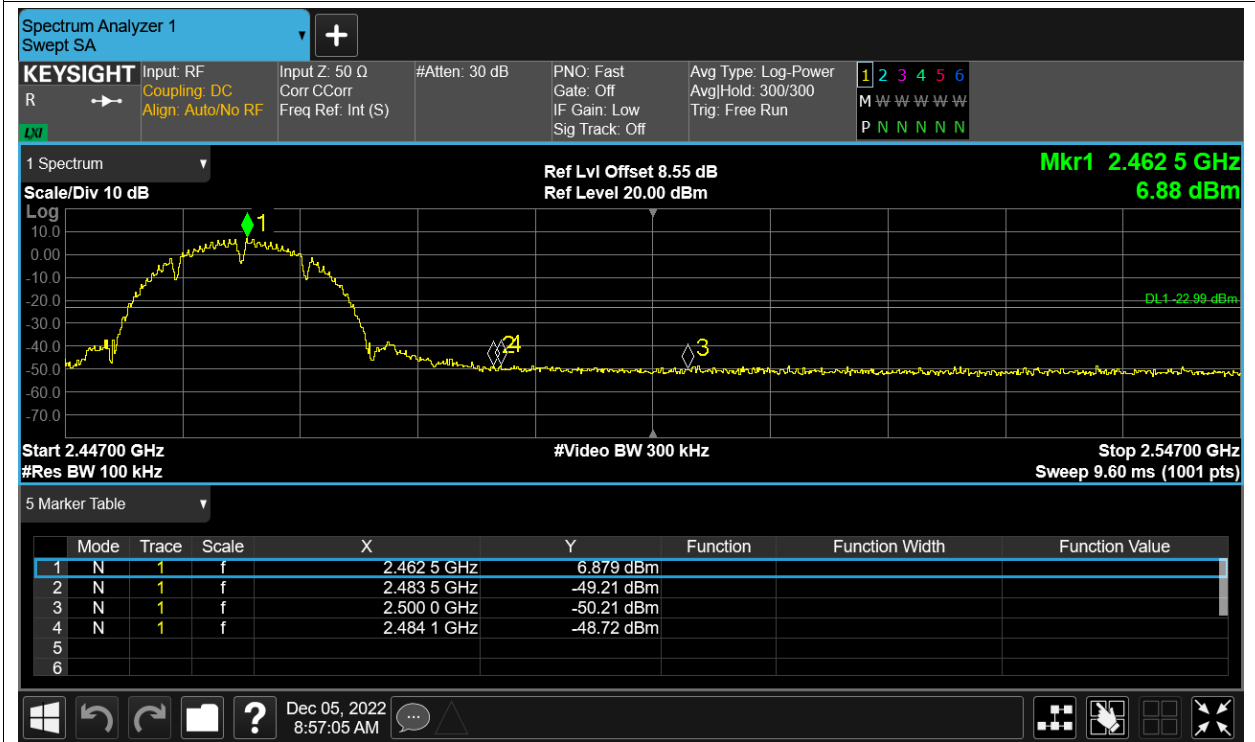 Spectrum Analyzer 1
Swept SA
+
KEYSIGHT
R
LXI
Input: RF
Coupling: DC
Align: Auto/No RF
Input Z: 50 Ω
Corr CCorr
Freq Ref: Int (S)
#Atten: 30 dB
PNO: Fast
Gate: Off
IF Gain: Low
Sig Track: Off
Avg Type: Log-Power
Avg|Hold: 300/300
Trig: Free Run
1 2 3 4 5 6
M W W W W W
P N N N N N
1 Spectrum
Scale/Div 10 dB
Ref Lvl Offset 8.55 dB
Ref Level 20.00 dBm
Mkr1 2.462 5 GHz
6.88 dBm
Log
10.0
0.00
-10.0
-20.0
-30.0
-40.0
-50.0
-60.0
-70.0
1
2 4
3
DL1 -22.99 dBm
Start 2.44700 GHz
#Res BW 100 kHz
#Video BW 300 kHz
Stop 2.54700 GHz
Sweep 9.60 ms (1001 pts)
5 Marker Table
Mode Trace Scale X Y Function Function Width Function Value
1 N 1 f 2.462 5 GHz 6.879 dBm
2 N 1 f 2.483 5 GHz -49.21 dBm
3 N 1 f 2.500 0 GHz -50.21 dBm
4 N 1 f 2.484 1 GHz -48.72 dBm
5
6
?
Dec 05, 2022
8:57:05 AM